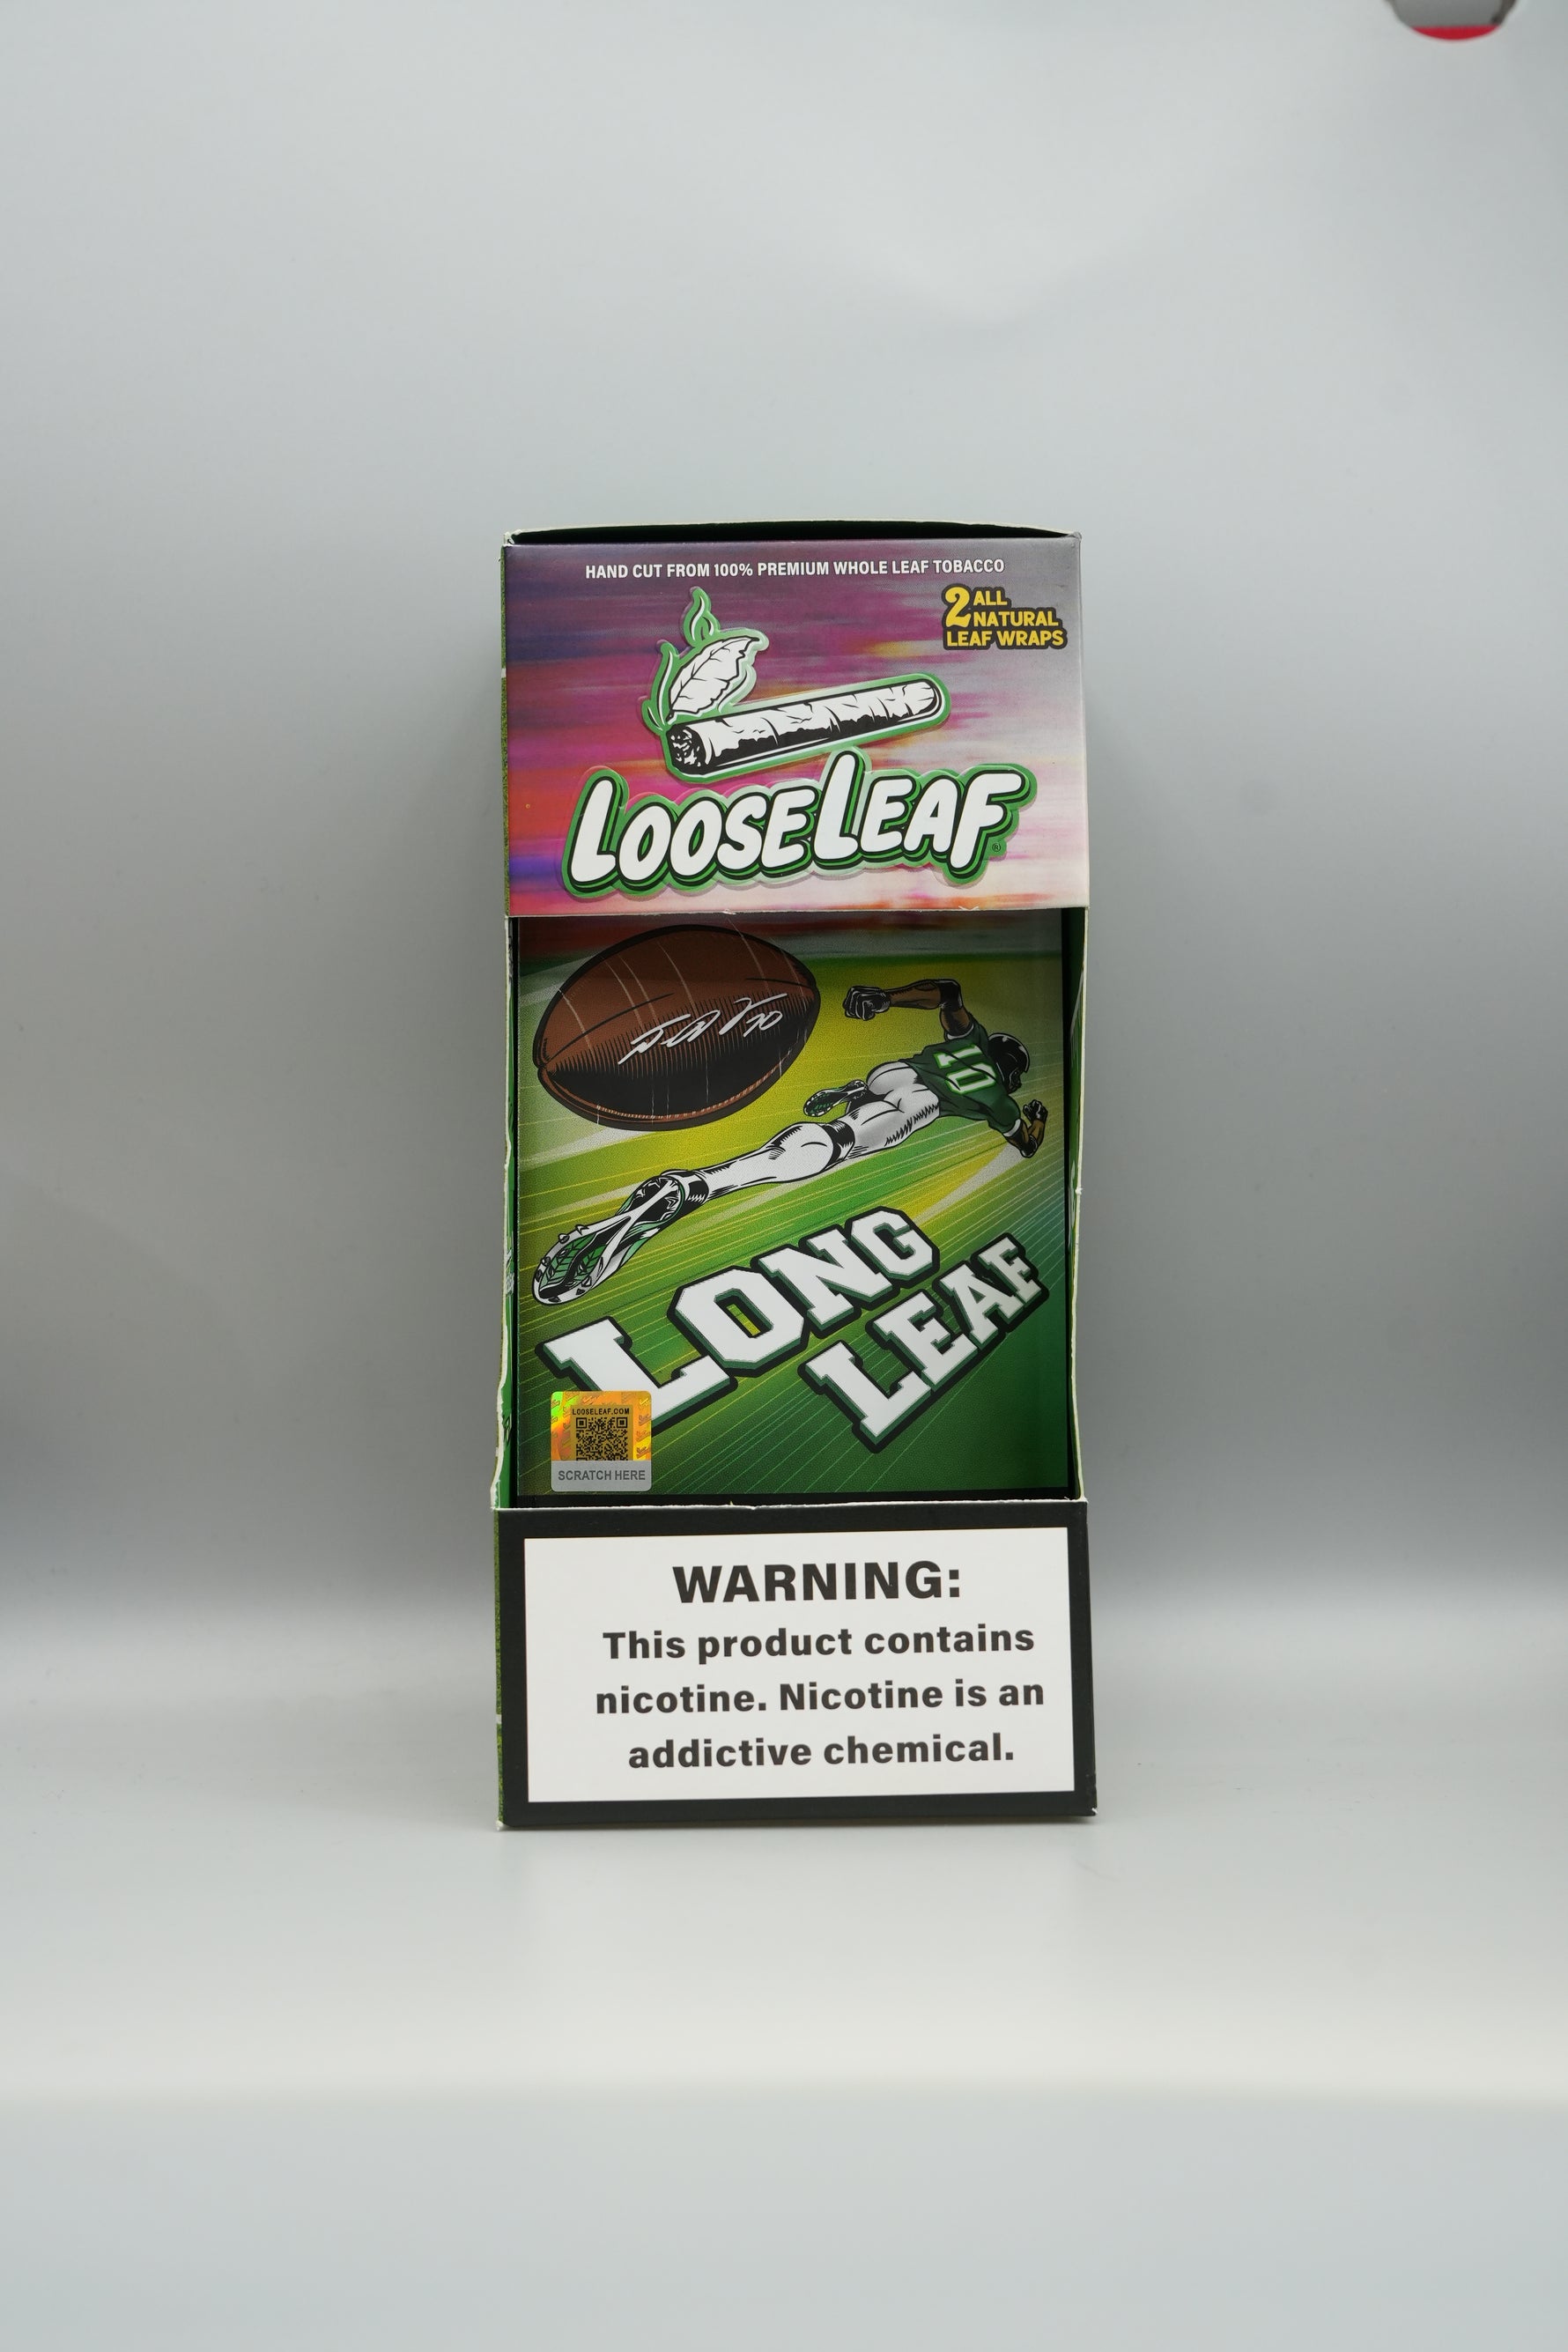 HAND CUT FROM 100% PREMIUM WHOLE LEAF TOBACCO
2 ALL
NATURAL
LEAF WRAPS
LOOSELEAF®
10
LONG
LEAF
LOOSELEAF.COM
SCRATCH HERE
WARNING:
This product contains
nicotine. Nicotine is an
addictive chemical.